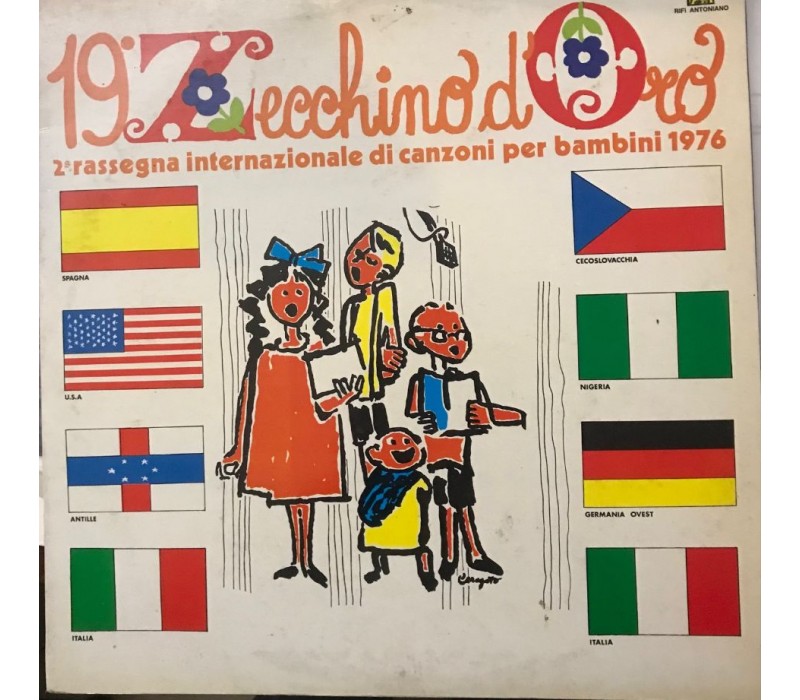 RIFI ANTONIANO
19° Zecchino d'Oro
2ª rassegna internazionale di canzoni per bambini 1976
SPAGNA
CECOSLOVACCHIA
U.S.A
NIGERIA
ANTILLE
GERMANIA OVEST
ITALIA
ITALIA